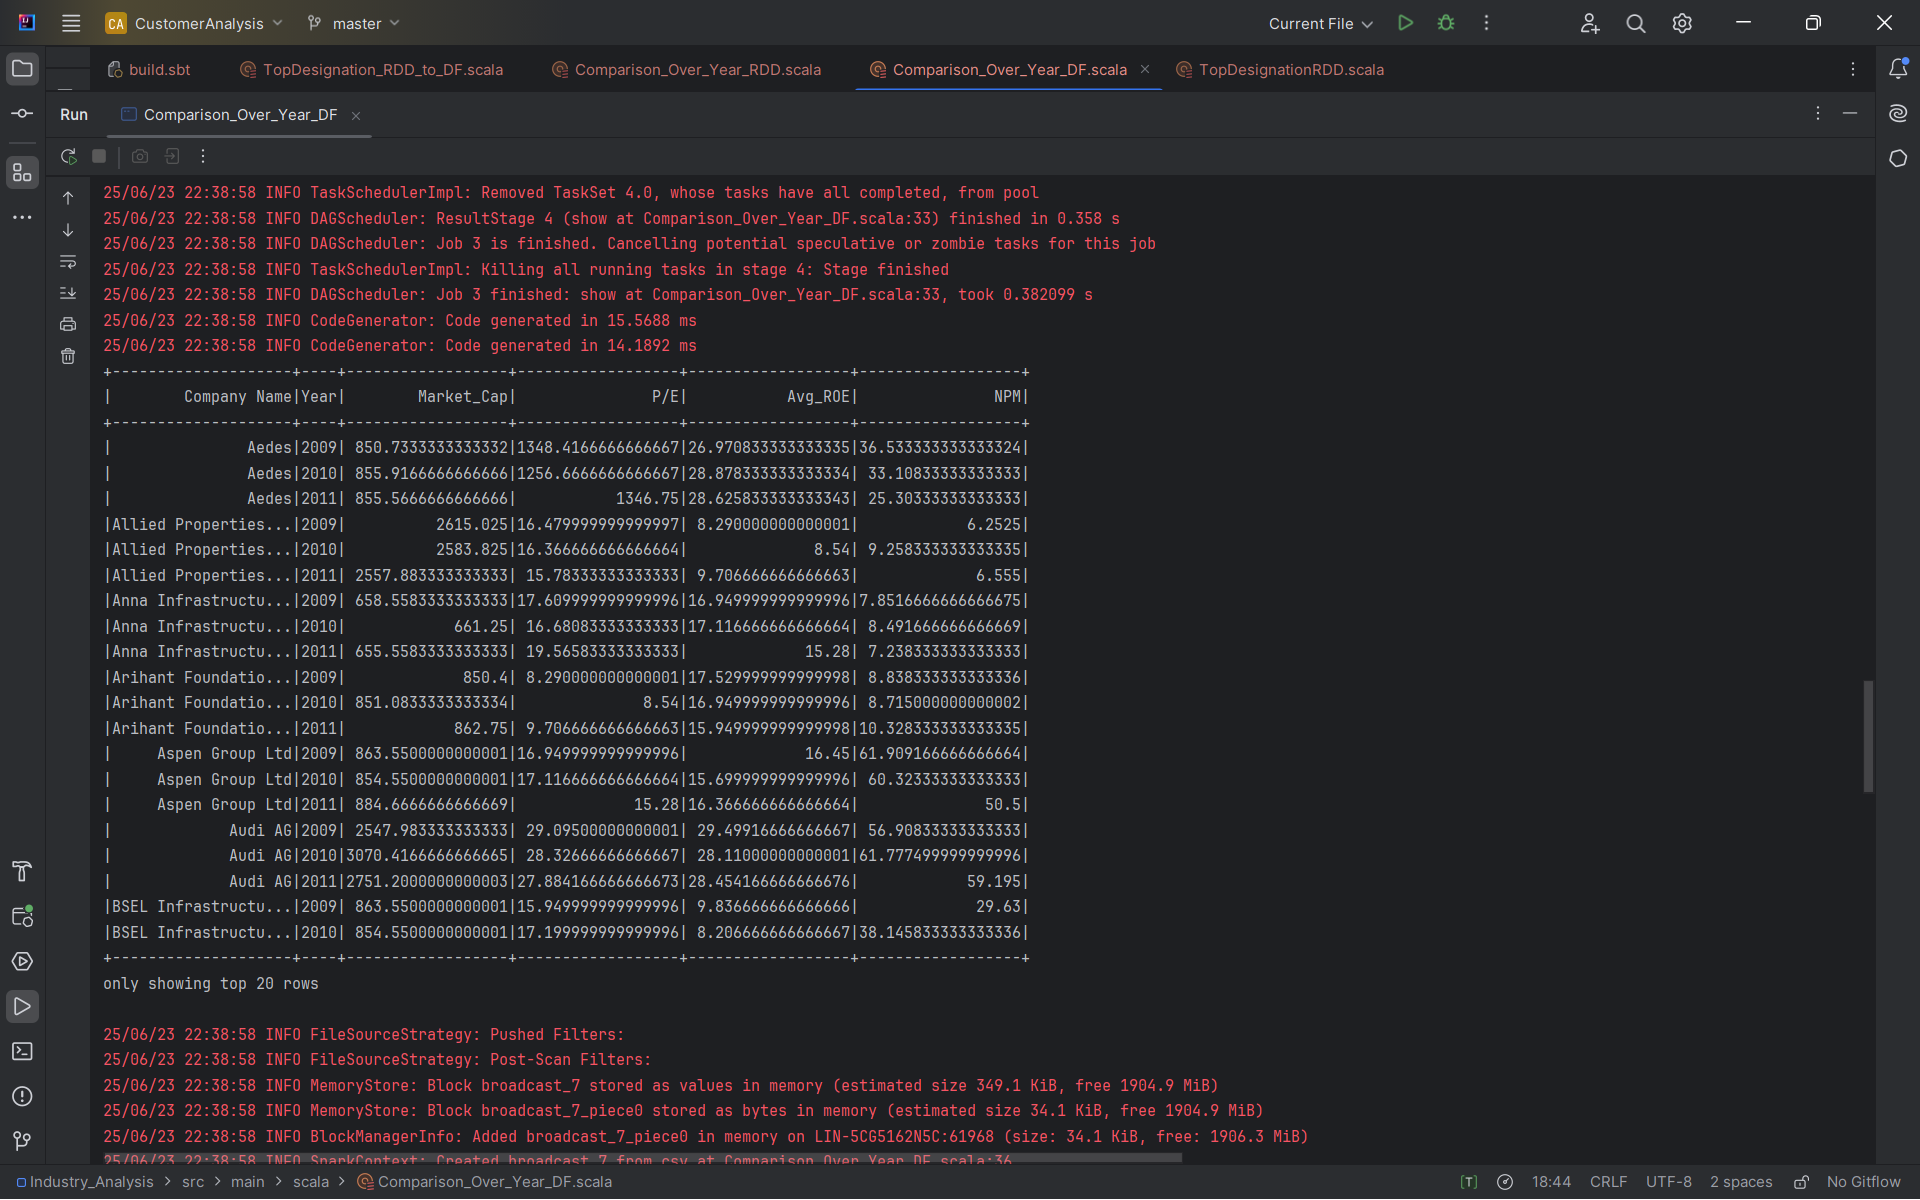 CA CustomerAnalysis master Current File
build.sbt TopDesignation_RDD_to_DF.scala Comparison_Over_Year_RDD.scala Comparison_Over_Year_DF.scala TopDesignationRDD.scala
Run Comparison_Over_Year_DF
25/06/23 22:38:58 INFO TaskSchedulerImpl: Removed TaskSet 4.0, whose tasks have all completed, from pool
25/06/23 22:38:58 INFO DAGScheduler: ResultStage 4 (show at Comparison_Over_Year_DF.scala:33) finished in 0.358 s
25/06/23 22:38:58 INFO DAGScheduler: Job 3 is finished. Cancelling potential speculative or zombie tasks for this job
25/06/23 22:38:58 INFO TaskSchedulerImpl: Killing all running tasks in stage 4: Stage finished
25/06/23 22:38:58 INFO DAGScheduler: Job 3 finished: show at Comparison_Over_Year_DF.scala:33, took 0.382099 s
25/06/23 22:38:58 INFO CodeGenerator: Code generated in 15.5688 ms
25/06/23 22:38:58 INFO CodeGenerator: Code generated in 14.1892 ms
+--------------------+----+------------------+------------------+------------------+------------------+
|        Company Name|Year|        Market_Cap|               P/E|           Avg_ROE|               NPM|
+--------------------+----+------------------+------------------+------------------+------------------+
|               Aedes|2009| 850.7333333333332|1348.4166666666667|26.970833333333335|36.533333333333324|
|               Aedes|2010| 855.9166666666666|1256.6666666666667|28.878333333333334| 33.10833333333333|
|               Aedes|2011| 855.5666666666666|           1346.75|28.625833333333343| 25.30333333333333|
|Allied Properties...|2009|          2615.025|16.479999999999997| 8.290000000000001|            6.2525|
|Allied Properties...|2010|          2583.825|16.366666666666664|              8.54| 9.258333333333335|
|Allied Properties...|2011| 2557.883333333333| 15.78333333333333| 9.706666666666663|             6.555|
|Anna Infrastructu...|2009| 658.5583333333333|17.609999999999996|16.949999999999996|7.8516666666666675|
|Anna Infrastructu...|2010|            661.25| 16.68083333333333|17.116666666666664| 8.491666666666669|
|Anna Infrastructu...|2011| 655.5583333333333| 19.56583333333333|             15.28| 7.238333333333333|
|Arihant Foundatio...|2009|             850.4| 8.290000000000001|17.529999999999998| 8.838333333333336|
|Arihant Foundatio...|2010| 851.0833333333334|              8.54|16.949999999999996| 8.715000000000002|
|Arihant Foundatio...|2011|            862.75| 9.706666666666663|15.949999999999998|10.328333333333335|
|     Aspen Group Ltd|2009| 863.5500000000001|16.949999999999996|             16.45|61.909166666666664|
|     Aspen Group Ltd|2010| 854.5500000000001|17.116666666666664|15.699999999999996| 60.32333333333333|
|     Aspen Group Ltd|2011| 884.6666666666669|             15.28|16.366666666666664|              50.5|
|             Audi AG|2009| 2547.983333333333| 29.09500000000001| 29.49916666666667| 56.90833333333333|
|             Audi AG|2010|3070.4166666666665| 28.32666666666667| 28.11000000000001|61.777499999999996|
|             Audi AG|2011|2751.2000000000003|27.884166666666673|28.454166666666676|            59.195|
|BSEL Infrastructu...|2009| 863.5500000000001|15.949999999999996| 9.836666666666666|             29.63|
|BSEL Infrastructu...|2010| 854.5500000000001|17.199999999999996| 8.206666666666667|38.145833333333336|
+--------------------+----+------------------+------------------+------------------+------------------+
only showing top 20 rows
25/06/23 22:38:58 INFO FileSourceStrategy: Pushed Filters:
25/06/23 22:38:58 INFO FileSourceStrategy: Post-Scan Filters:
25/06/23 22:38:58 INFO MemoryStore: Block broadcast_7 stored as values in memory (estimated size 349.1 KiB, free 1904.9 MiB)
25/06/23 22:38:58 INFO MemoryStore: Block broadcast_7_piece0 stored as bytes in memory (estimated size 34.1 KiB, free 1904.9 MiB)
25/06/23 22:38:58 INFO BlockManagerInfo: Added broadcast_7_piece0 in memory on LIN-5CG5162N5C:61968 (size: 34.1 KiB, free: 1906.3 MiB)
25/06/23 22:38:58 INFO SparkContext: Created broadcast 7 from csv at Comparison_Over_Year_DF.scala:36
Industry_Analysis > src > main > scala > Comparison_Over_Year_DF.scala [T] 18:44 CRLF UTF-8 2 spaces No Gitflow